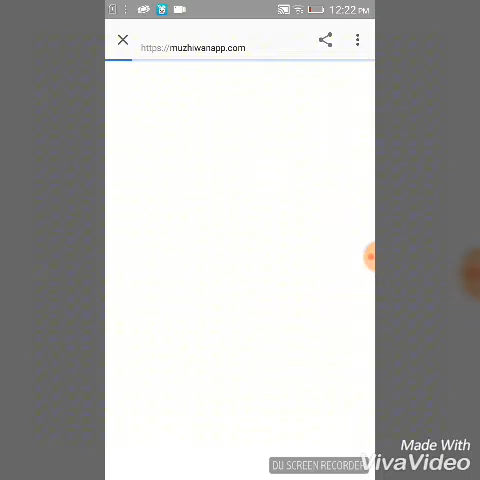 12:22 PM
https://muzhiwanapp.com
Made With
VivaVideo
DU SCREEN RECORDER